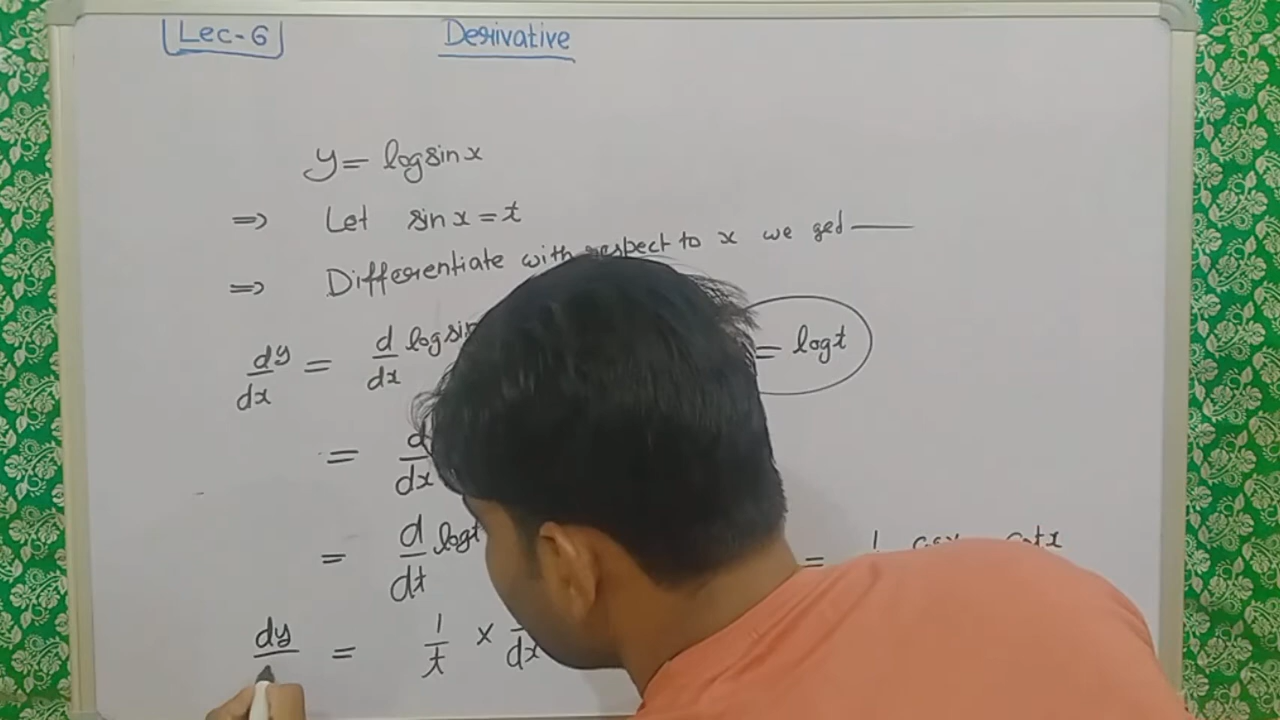 Lec-6
Derivative
y = log sin x
=> Let sin x = t
=> Differentiate with respect to x we get —
dy/dx = d/dx log sin
= log t
= d/dx
= d/dt log t
= 1/ cot x
dy = 1/t × /dx